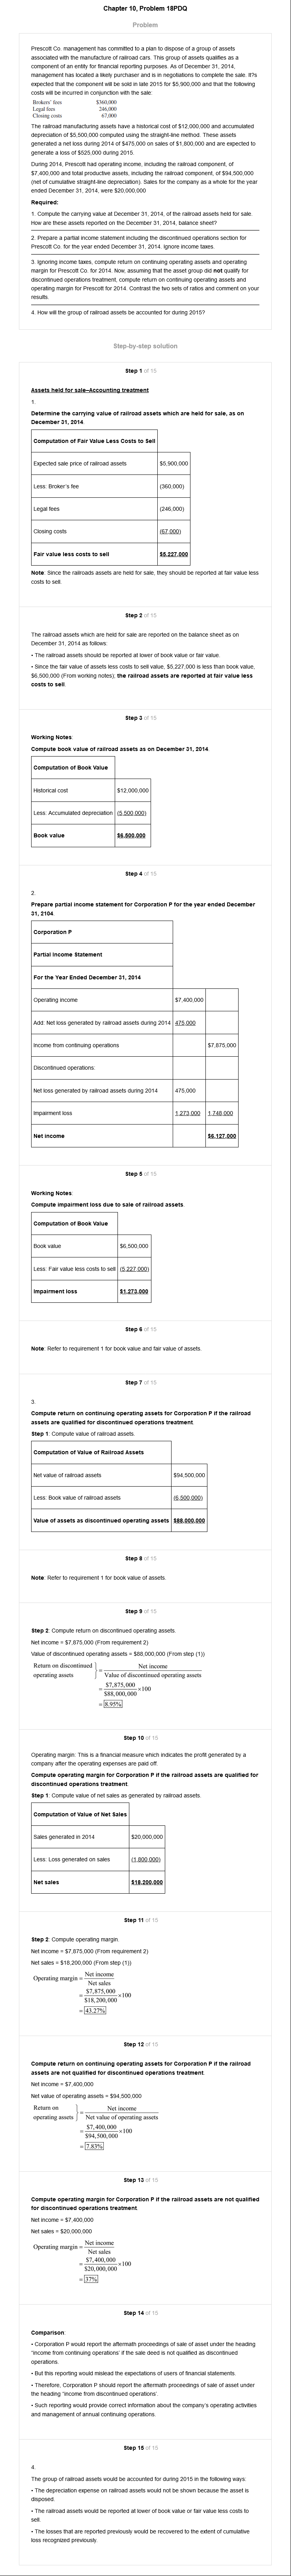 Chapter 10, Problem 18PDQ
Problem
Prescott Co. management has committed to a plan to dispose of a group of assets
associated with the manufacture of railroad cars. This group of assets qualifies as a
component of an entity for financial reporting purposes. As of December 31, 2014,
management has located a likely purchaser and is in negotiations to complete the sale. It?s
expected that the component will be sold in late 2015 for $5,900,000 and that the following
costs will be incurred in conjunction with the sale:
Brokers' fees $360,000
Legal fees 246,000
Closing costs 67,000
The railroad manufacturing assets have a historical cost of $12,000,000 and accumulated
depreciation of $5,500,000 computed using the straight-line method. These assets
generated a net loss during 2014 of $475,000 on sales of $1,800,000 and are expected to
generate a loss of $525,000 during 2015.
During 2014, Prescott had operating income, including the railroad component, of
$7,400,000 and total productive assets, including the railroad component, of $94,500,000
(net of cumulative straight-line depreciation). Sales for the company as a whole for the year
ended December 31, 2014, were $20,000,000
Required:
1. Compute the carrying value at December 31, 2014, of the railroad assets held for sale.
How are these assets reported on the December 31, 2014, balance sheet?
2. Prepare a partial income statement including the discontinued operations section for
Prescott Co. for the year ended December 31, 2014. Ignore income taxes.
3. Ignoring income taxes, compute return on continuing operating assets and operating
margin for Prescott Co. for 2014. Now, assuming that the asset group did not qualify for
discontinued operations treatment, compute return on continuing operating assets and
operating margin for Prescott for 2014. Contrast the two sets of ratios and comment on your
results.
4. How will the group of railroad assets be accounted for during 2015?
Step-by-step solution
Step 1 of 15
Assets held for sale–Accounting treatment
1.
Determine the carrying value of railroad assets which are held for sale, as on
December 31, 2014.
Computation of Fair Value Less Costs to Sell
Expected sale price of railroad assets $5,900,000
Less: Broker's fee (360,000)
Legal fees (246,000)
Closing costs (67,000)
Fair value less costs to sell $5,227,000
Note: Since the railroads assets are held for sale, they should be reported at fair value less
costs to sell.
Step 2 of 15
The railroad assets which are held for sale are reported on the balance sheet as on
December 31, 2014 as follows:
• The railroad assets should be reported at lower of book value or fair value.
• Since the fair value of assets less costs to sell value, $5,227,000 is less than book value,
$6,500,000 (From working notes), the railroad assets are reported at fair value less
costs to sell.
Step 3 of 15
Working Notes:
Compute book value of railroad assets as on December 31, 2014.
Computation of Book Value
Historical cost $12,000,000
Less: Accumulated depreciation (5,500,000)
Book value $6,500,000
Step 4 of 15
2.
Prepare partial income statement for Corporation P for the year ended December
31, 2104.
Corporation P
Partial Income Statement
For the Year Ended December 31, 2014
Operating income $7,400,000
Add: Net loss generated by railroad assets during 2014 475,000
Income from continuing operations $7,875,000
Discontinued operations:
Net loss generated by railroad assets during 2014 475,000
Impairment loss 1,273,000 1,748,000
Net income $6,127,000
Step 5 of 15
Working Notes:
Compute impairment loss due to sale of railroad assets.
Computation of Book Value
Book value $6,500,000
Less: Fair value less costs to sell (5,227,000)
Impairment loss $1,273,000
Step 6 of 15
Note: Refer to requirement 1 for book value and fair value of assets.
Step 7 of 15
3.
Compute return on continuing operating assets for Corporation P if the railroad
assets are qualified for discontinued operations treatment.
Step 1: Compute value of railroad assets.
Computation of Value of Railroad Assets
Net value of railroad assets $94,500,000
Less: Book value of railroad assets (6,500,000)
Value of assets as discontinued operating assets $88,000,000
Step 8 of 15
Note: Refer to requirement 1 for book value of assets.
Step 9 of 15
Step 2: Compute return on discontinued operating assets.
Net income = $7,875,000 (From requirement 2)
Value of discontinued operating assets = $88,000,000 (From step (1))
Return on discontinued operating assets } = Net income / Value of discontinued operating assets
= $7,875,000 / $88,000,000 ×100
= 8.95%
Step 10 of 15
Operating margin: This is a financial measure which indicates the profit generated by a
company after the operating expenses are paid off.
Compute operating margin for Corporation P if the railroad assets are qualified for
discontinued operations treatment.
Step 1: Compute value of net sales as generated by railroad assets.
Computation of Value of Net Sales
Sales generated in 2014 $20,000,000
Less: Loss generated on sales (1,800,000)
Net sales $18,200,000
Step 11 of 15
Step 2: Compute operating margin.
Net income = $7,875,000 (From requirement 2)
Net sales = $18,200,000 (From step (1))
Operating margin = Net income / Net sales
= $7,875,000 / $18,200,000 ×100
= 43.27%
Step 12 of 15
Compute return on continuing operating assets for Corporation P if the railroad
assets are not qualified for discontinued operations treatment.
Net income = $7,400,000
Net value of operating assets = $94,500,000
Return on operating assets } = Net income / Net value of operating assets
= $7,400,000 / $94,500,000 ×100
= 7.83%
Step 13 of 15
Compute operating margin for Corporation P if the railroad assets are not qualified
for discontinued operations treatment.
Net income = $7,400,000
Net sales = $20,000,000
Operating margin = Net income / Net sales
= $7,400,000 / $20,000,000 ×100
= 37%
Step 14 of 15
Comparison:
• Corporation P would report the aftermath proceedings of sale of asset under the heading
'income from continuing operations' if the sale deed is not qualified as discontinued
operations.
• But this reporting would mislead the expectations of users of financial statements.
• Therefore, Corporation P should report the aftermath proceedings of sale of asset under
the heading 'income from discontinued operations'.
• Such reporting would provide correct information about the company's operating activities
and management of annual continuing operations.
Step 15 of 15
4.
The group of railroad assets would be accounted for during 2015 in the following ways:
• The depreciation expense on railroad assets would not be shown because the asset is
disposed.
• The railroad assets would be reported at lower of book value or fair value less costs to
sell.
• The losses that are reported previously would be recovered to the extent of cumulative
loss recognized previously.